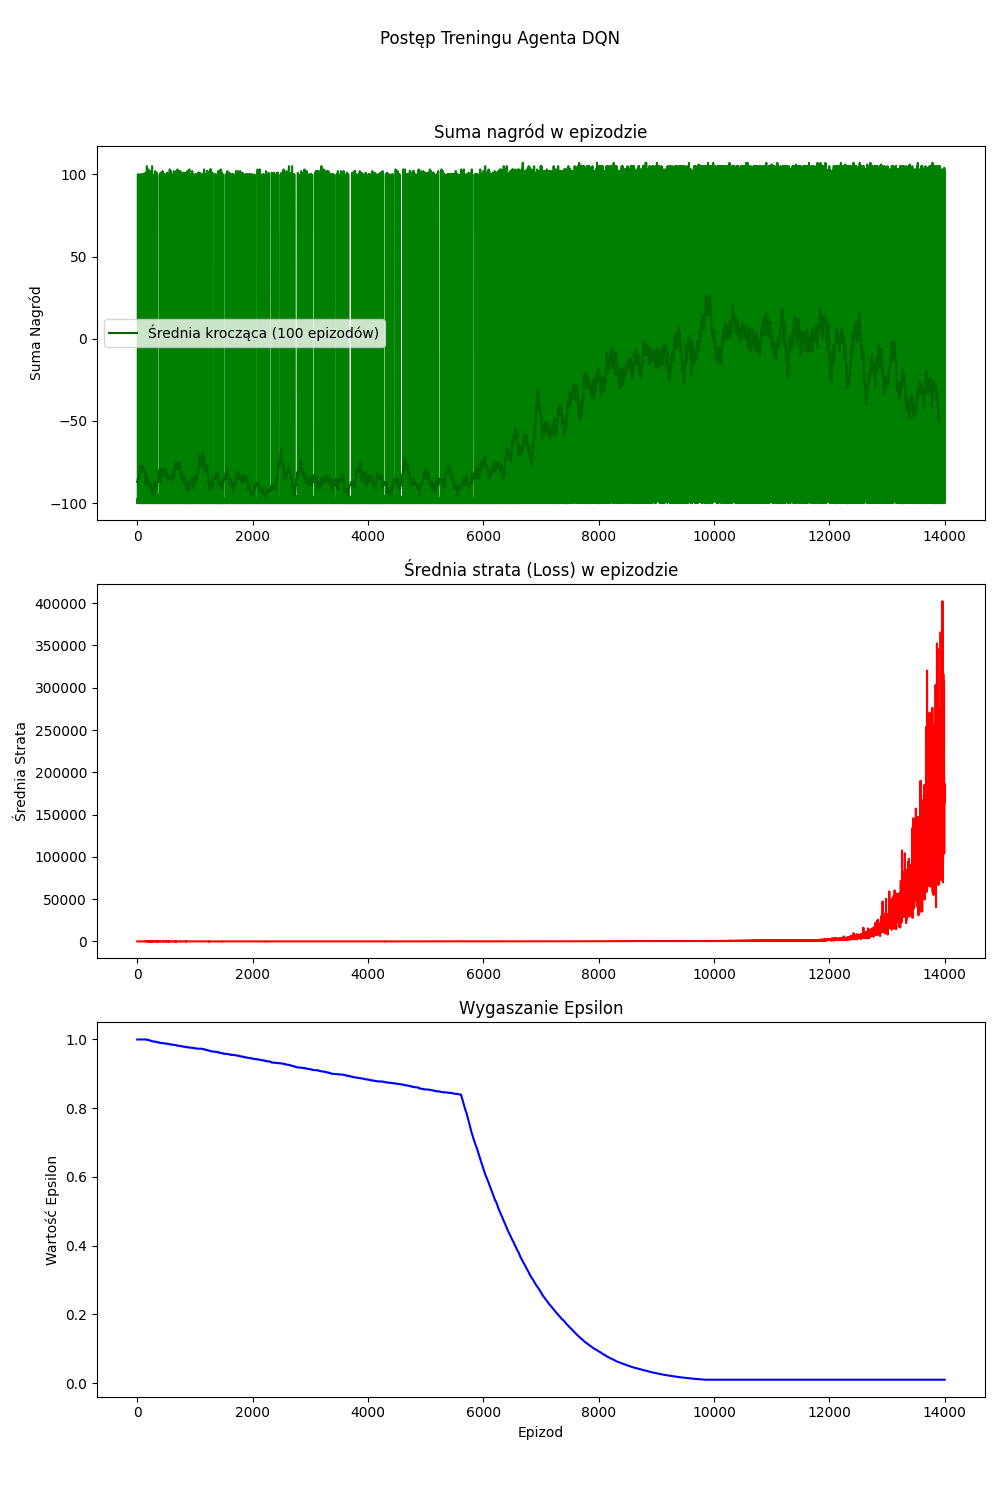 Postęp Treningu Agenta DQN
Suma nagród w epizodzie
Suma Nagród
100
50
0
−50
−100
Średnia krocząca (100 epizodów)
0 2000 4000 6000 8000 10000 12000 14000
Średnia strata (Loss) w epizodzie
Średnia Strata
400000
350000
300000
250000
200000
150000
100000
50000
0
0 2000 4000 6000 8000 10000 12000 14000
Wygaszanie Epsilon
Wartość Epsilon
1.0
0.8
0.6
0.4
0.2
0.0
0 2000 4000 6000 8000 10000 12000 14000
Epizod